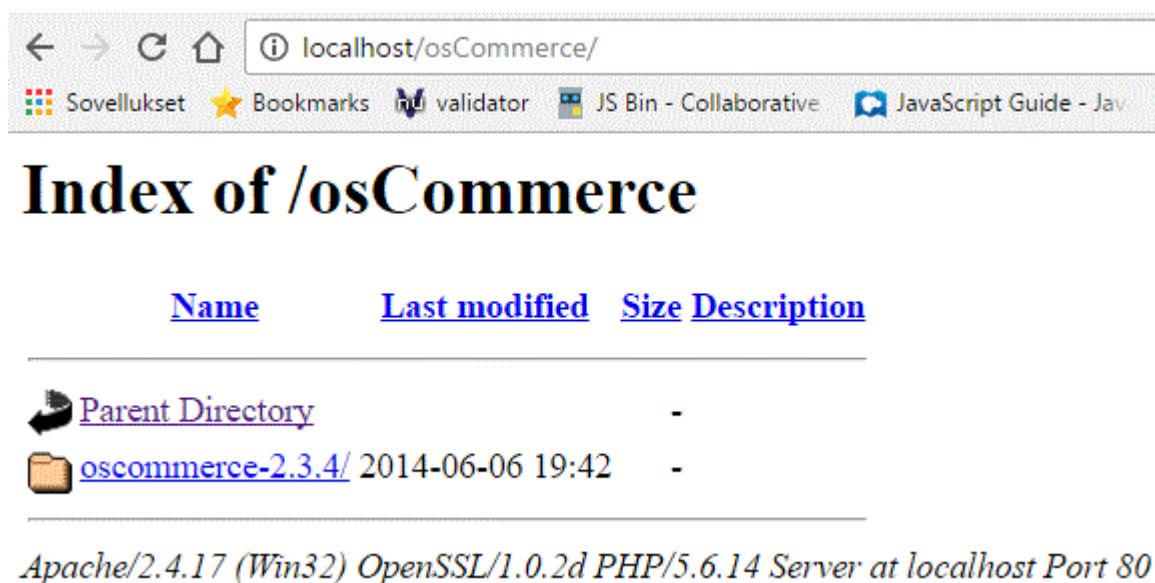 localhost/osCommerce/
Sovellukset Bookmarks validator JS Bin - Collaborative JavaScript Guide - Jav
Index of /osCommerce
Name Last modified Size Description
Parent Directory -
oscommerce-2.3.4/ 2014-06-06 19:42 -
Apache/2.4.17 (Win32) OpenSSL/1.0.2d PHP/5.6.14 Server at localhost Port 80